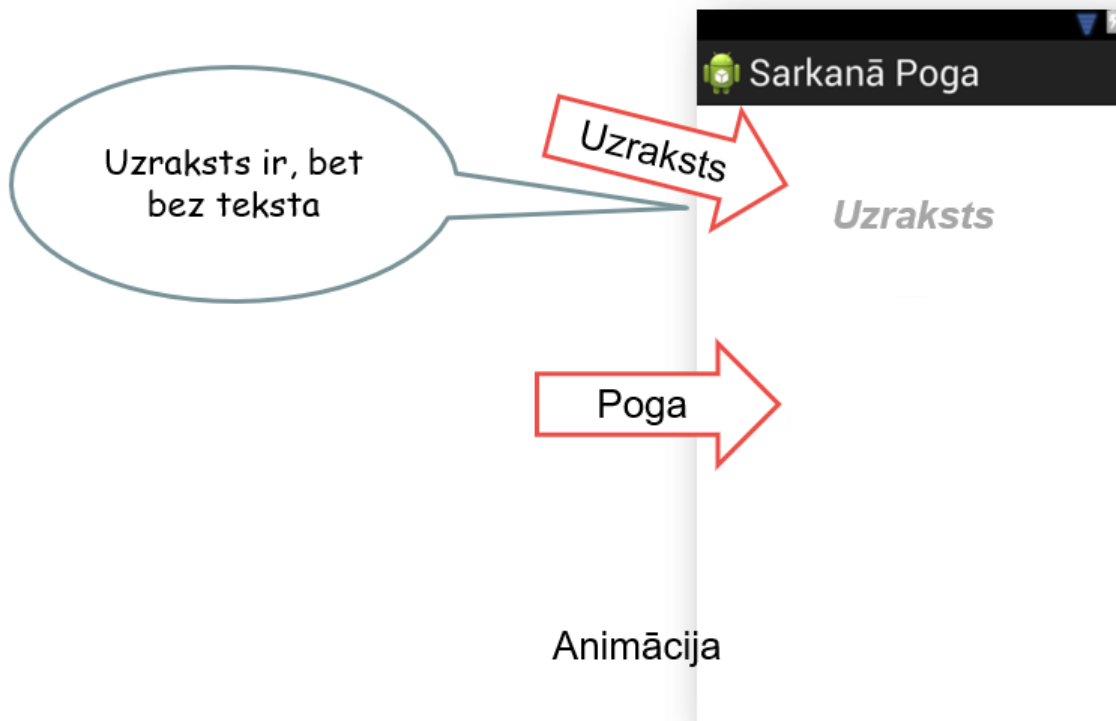 Sarkanā Poga
Uzraksts ir, bet
bez teksta
Uzraksts
Uzraksts
Poga
Animācija